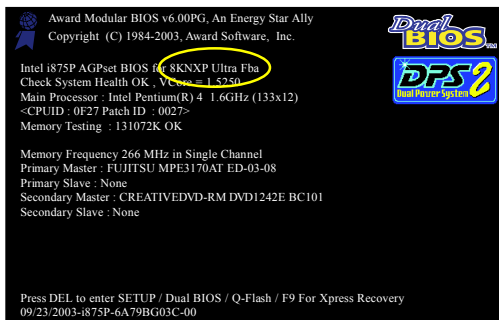 Award Modular BIOS v6.00PG, An Energy Star Ally
Copyright (C) 1984-2003, Award Software, Inc.
Dual BIOS TM
Intel i875P AGPset BIOS for 8KNXP Ultra Fba
Check System Health OK , VCore = 1.5250
Main Processor : Intel Pentium(R) 4 1.6GHz (133x12)
<CPUID : 0F27 Patch ID : 0027>
Memory Testing : 131072K OK
DPS 2
Dual Power System
Memory Frequency 266 MHz in Single Channel
Primary Master : FUJITSU MPE3170AT ED-03-08
Primary Slave : None
Secondary Master : CREATIVEDVD-RM DVD1242E BC101
Secondary Slave : None
Press DEL to enter SETUP / Dual BIOS / Q-Flash / F9 For Xpress Recovery
09/23/2003-i875P-6A79BG03C-00